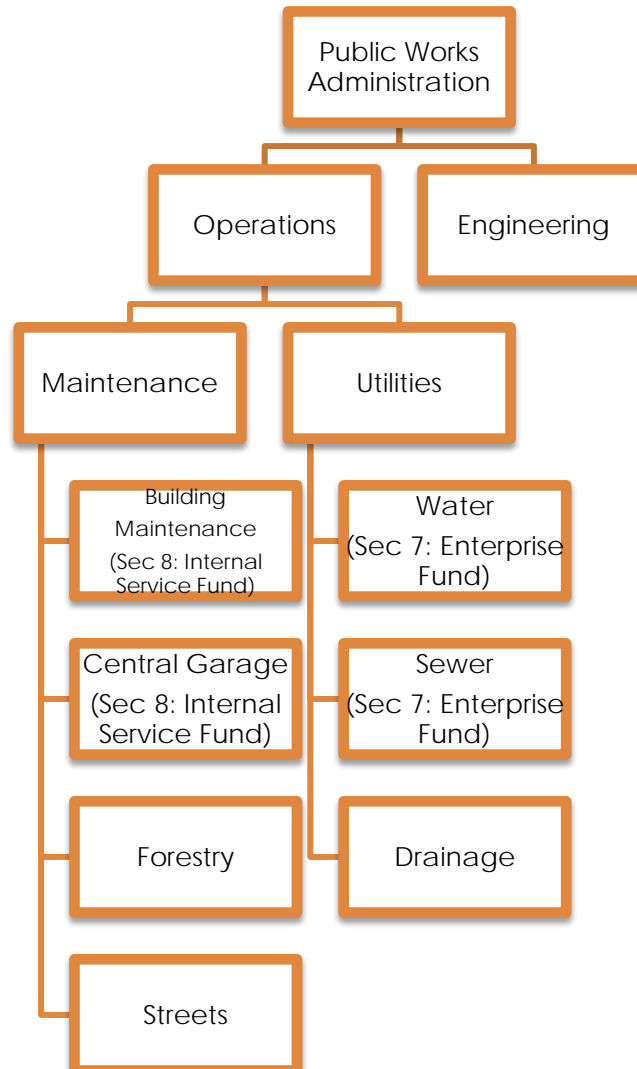 Public Works
Administration
Operations
Engineering
Maintenance
Utilities
Building
Maintenance
(Sec 8: Internal
Service Fund)
Water
(Sec 7: Enterprise
Fund)
Central Garage
(Sec 8: Internal
Service Fund)
Sewer
(Sec 7: Enterprise
Fund)
Forestry
Drainage
Streets